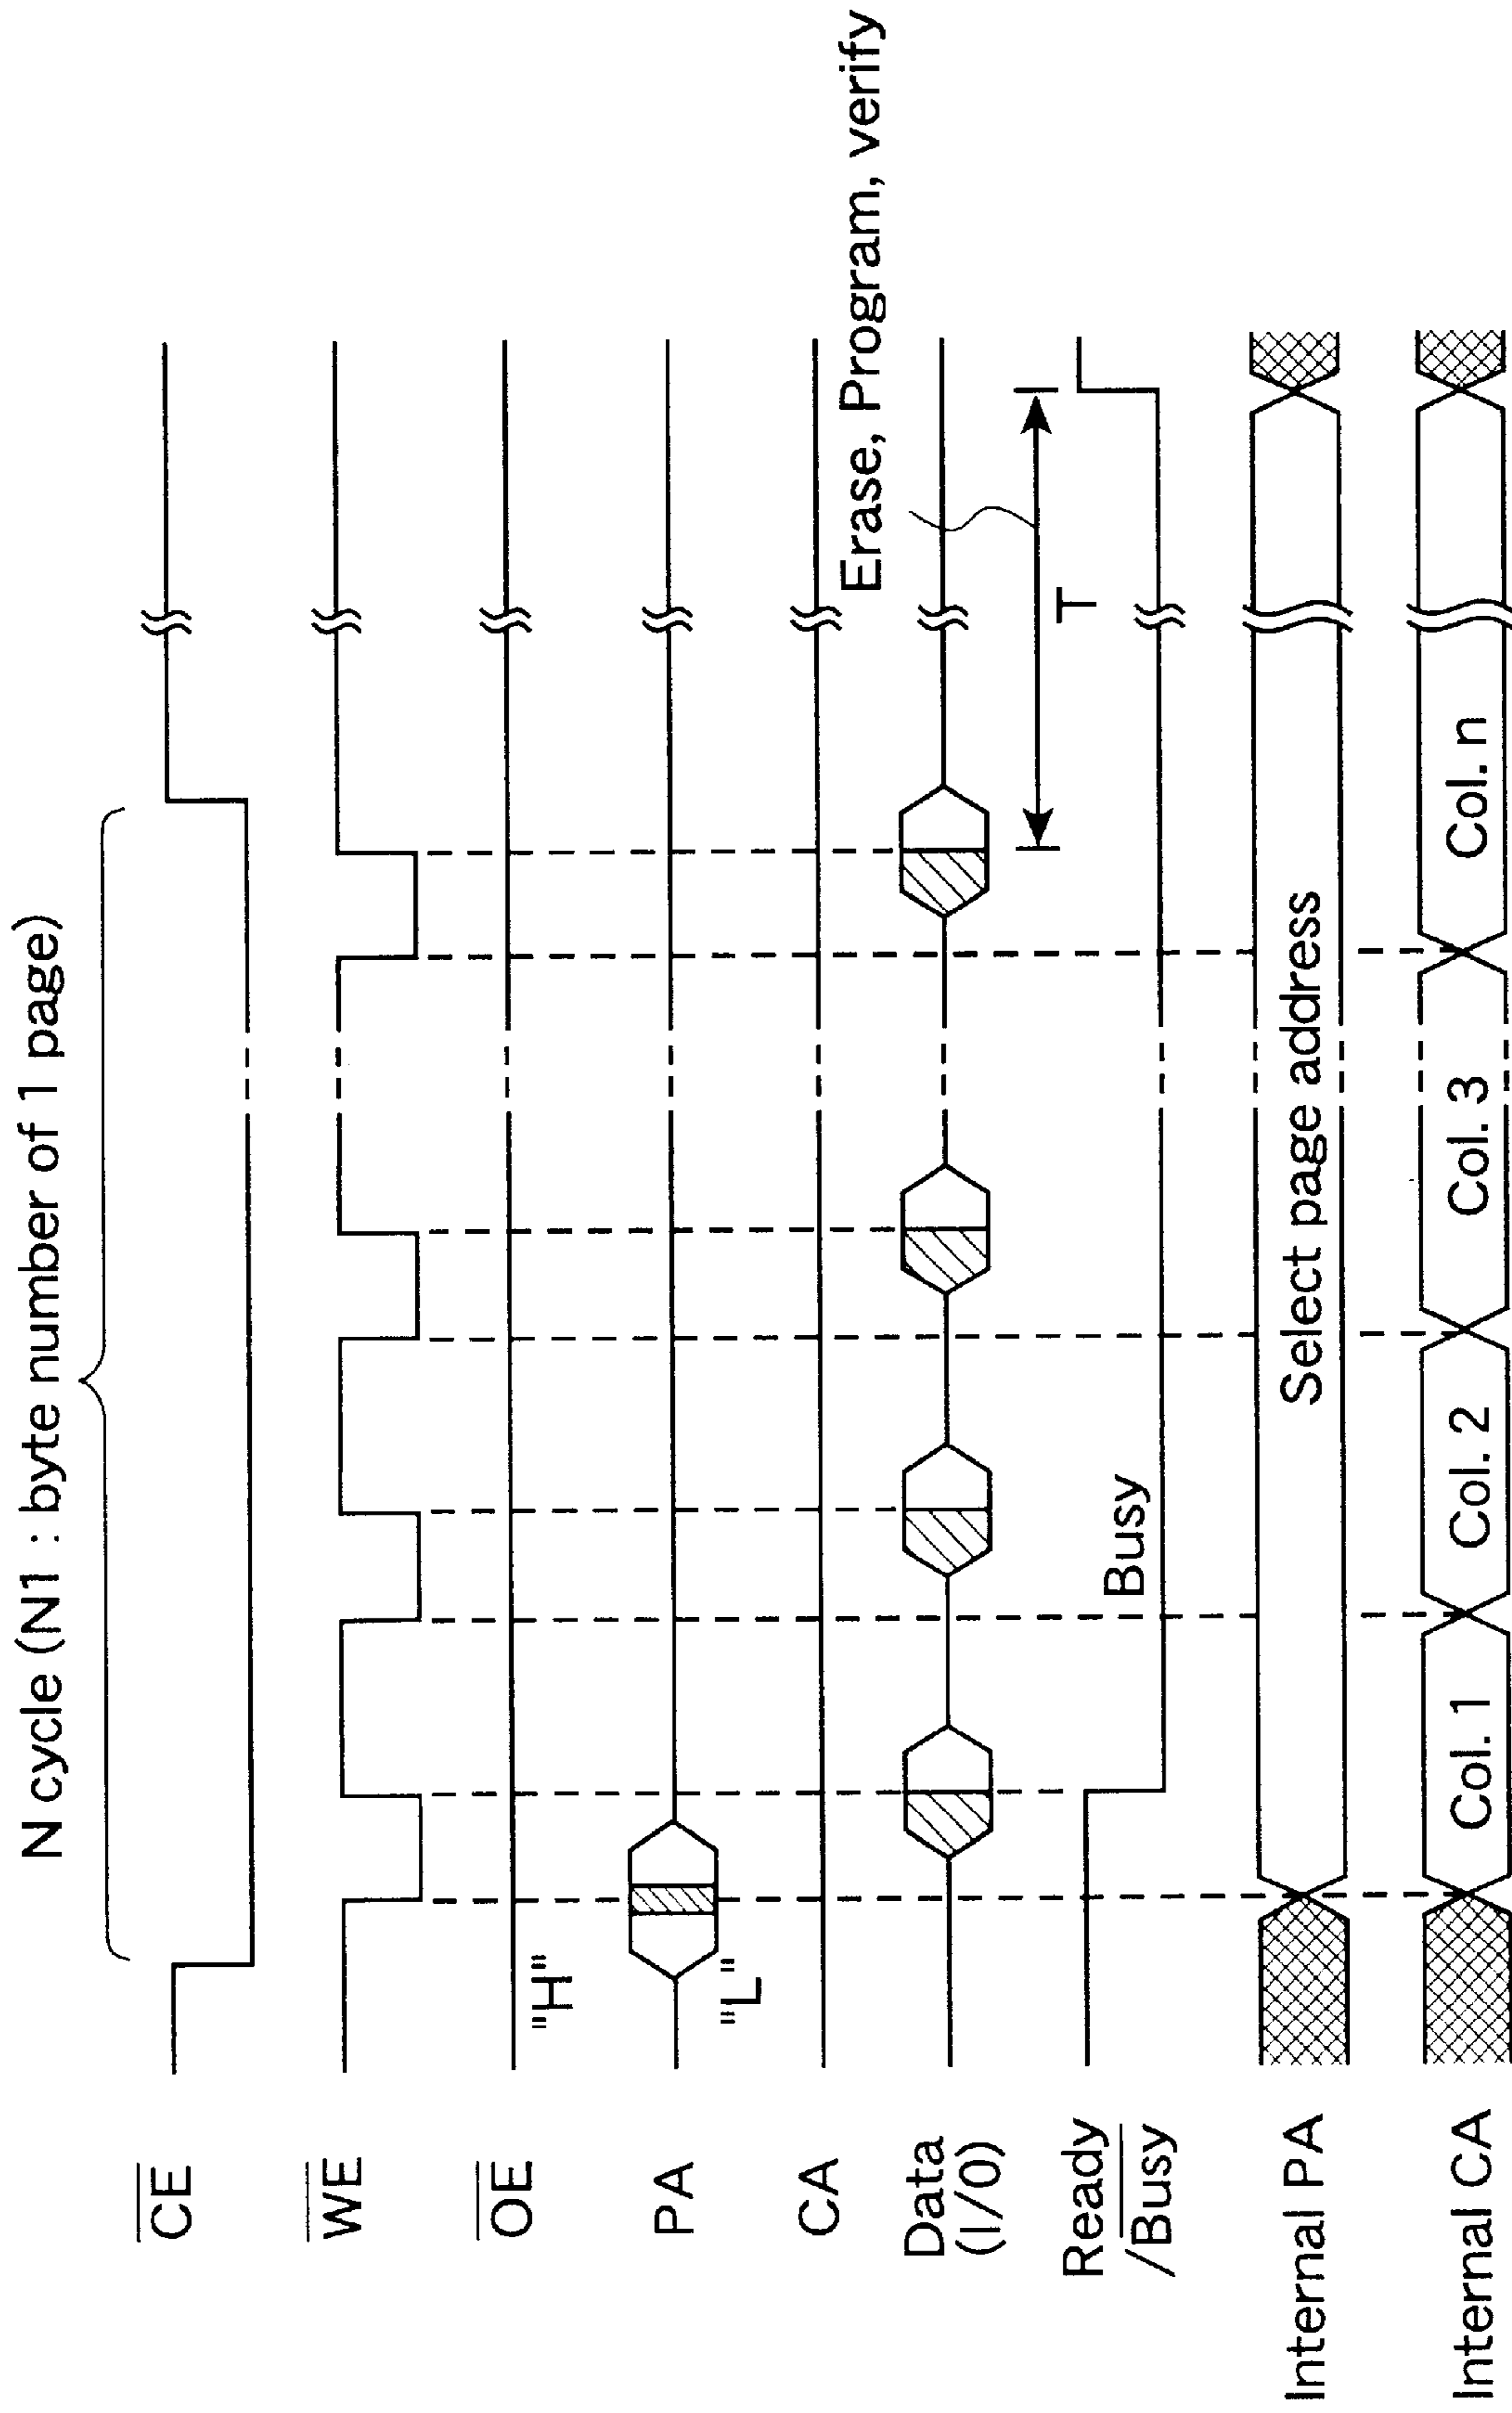 N cycle (N1 : byte number of 1 page)
CE
WE
OE
"H"
PA
"L"
CA
Data
(I/O)
Erase, Program, verify
T
Ready
/Busy
Busy
Internal PA
Select page address
Internal CA
Col. 1
Col. 2
Col. 3
Col. n